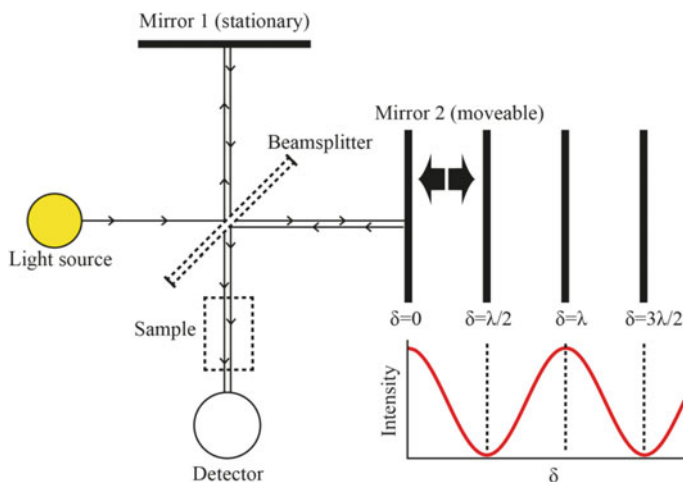 Mirror 1 (stationary)
Mirror 2 (moveable)
Beamsplitter
Light source
Sample
Detector
δ=0
δ=λ/2
δ=λ
δ=3λ/2
Intensity
δ